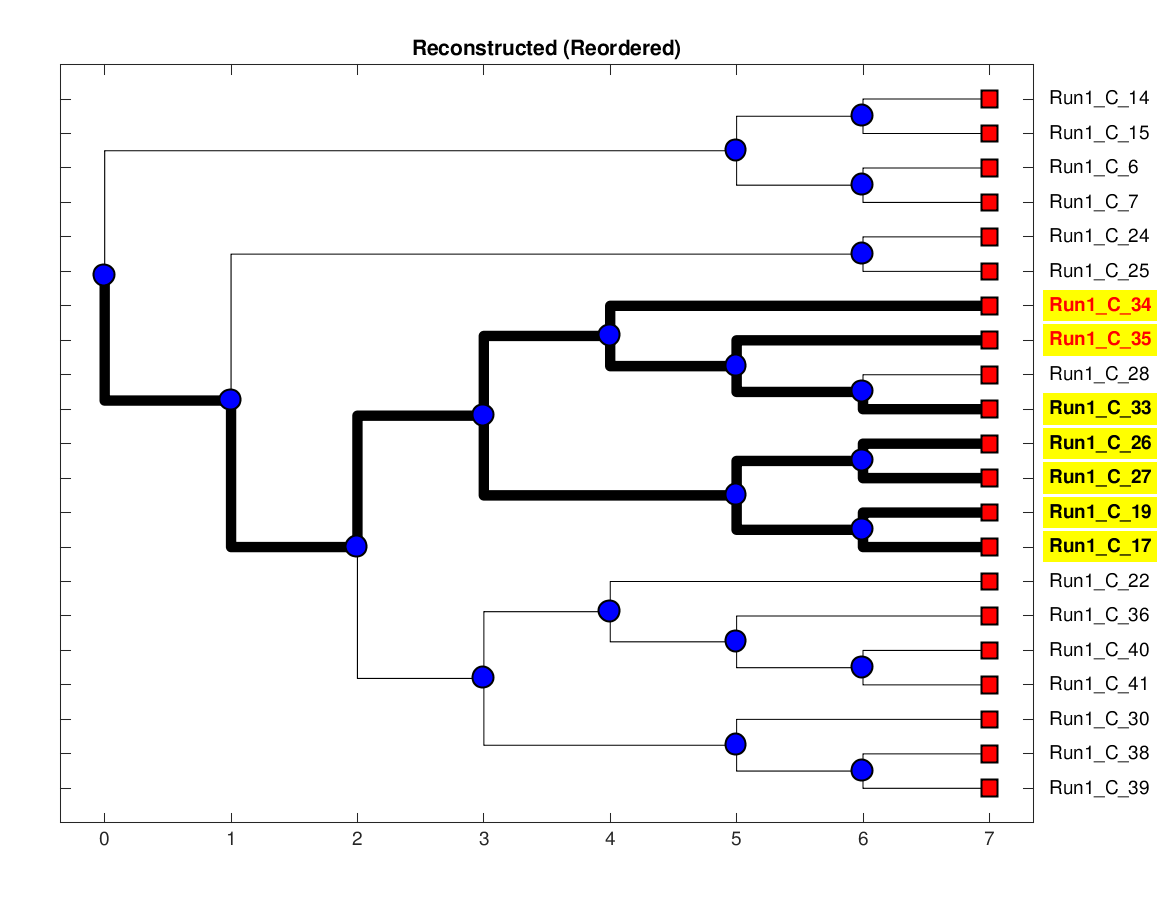 Reconstructed (Reordered)
Run1_C_14
Run1_C_15
Run1_C_6
Run1_C_7
Run1_C_24
Run1_C_25
Run1_C_34
Run1_C_35
Run1_C_28
Run1_C_33
Run1_C_26
Run1_C_27
Run1_C_19
Run1_C_17
Run1_C_22
Run1_C_36
Run1_C_40
Run1_C_41
Run1_C_30
Run1_C_38
Run1_C_39
0 1 2 3 4 5 6 7